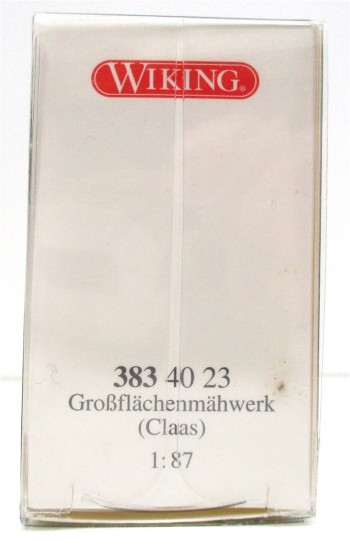 WIKING®
383 40 23
Großflächenmähwerk
(Claas)
1:87